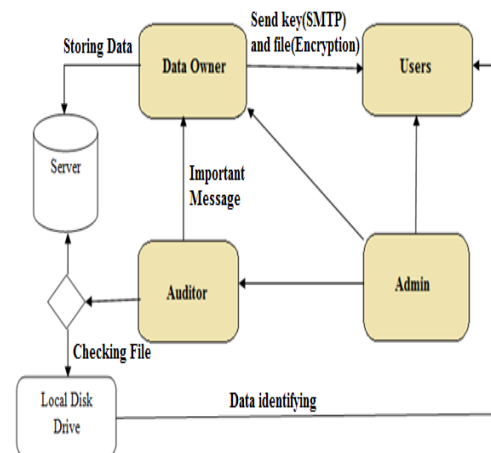 Storing Data
Send key(SMTP)
and file(Encryption)
Data Owner
Users
Server
Important
Message
Auditor
Admin
Checking File
Local Disk
Drive
Data identifying